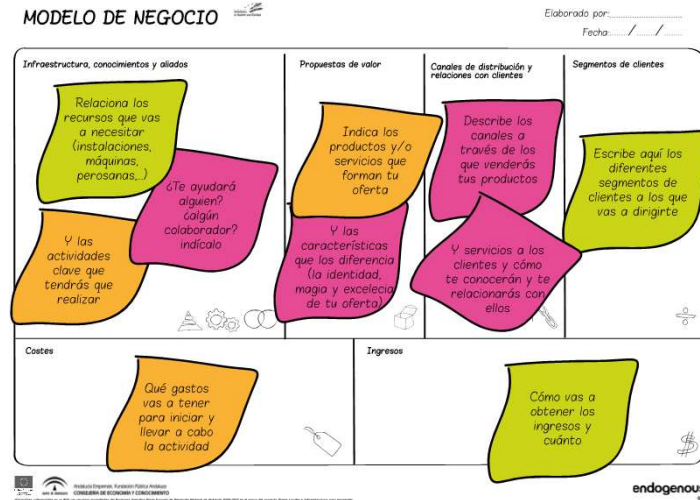 MODELO DE NEGOCIO
Elaborado por:
Fecha: / /
Infraestructura, conocimientos y aliados
Relaciona los
recursos que vas
a necesitar
(instalaciones,
máquinas,
perosanas,..)
¿Te ayudará
alguien?
¿algún
colaborador?
indícalo
Y las
actividades
clave que
tendrás que
realizar
Propuestas de valor
Indica los
productos y/o
servicios que
forman tu
oferta
Y las
características
que los diferencia
(la identidad,
magia y excelecia
de tu oferta)
Canales de distribución y
relaciones con clientes
Describe los
canales a
través de los
que venderás
tus productos
Y servicios a los
clientes y cómo
te conocerán y te
relacionarás con
ellos
Segmentos de clientes
Escribe aquí los
diferentes
segmentos de
clientes a los que
vas a dirigirte
Costes
Qué gastos
vas a tener
para iniciar y
llevar a cabo
la actividad
Ingresos
Cómo vas a
obtener los
ingresos y
cuánto
Andalucía Emprende, Fundación Pública Andaluza
CONSEJERÍA DE ECONOMÍA Y CONOCIMIENTO
endogenous